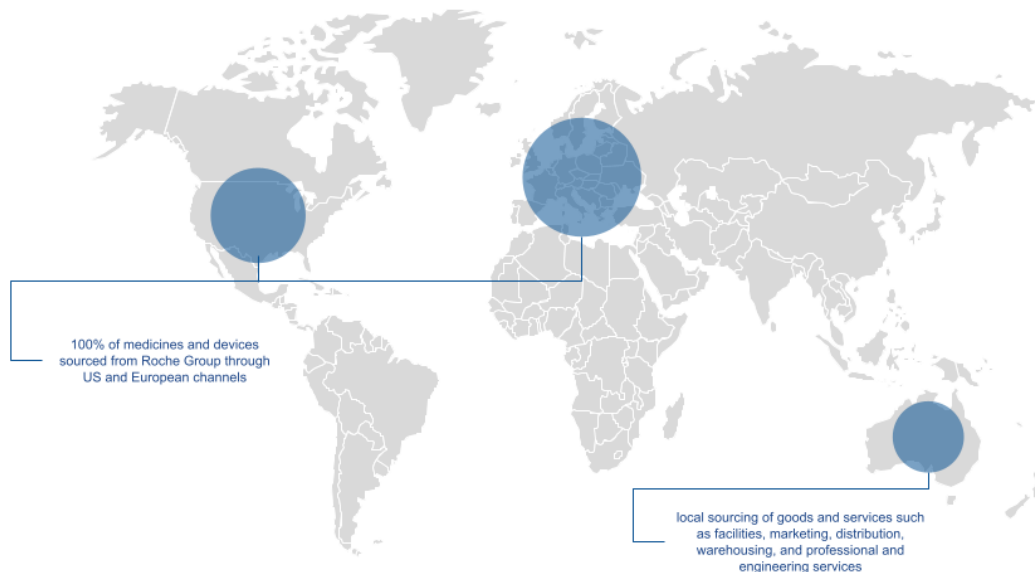 100% of medicines and devices
sourced from Roche Group through
US and European channels
local sourcing of goods and services such
as facilities, marketing, distribution,
warehousing, and professional and
engineering services